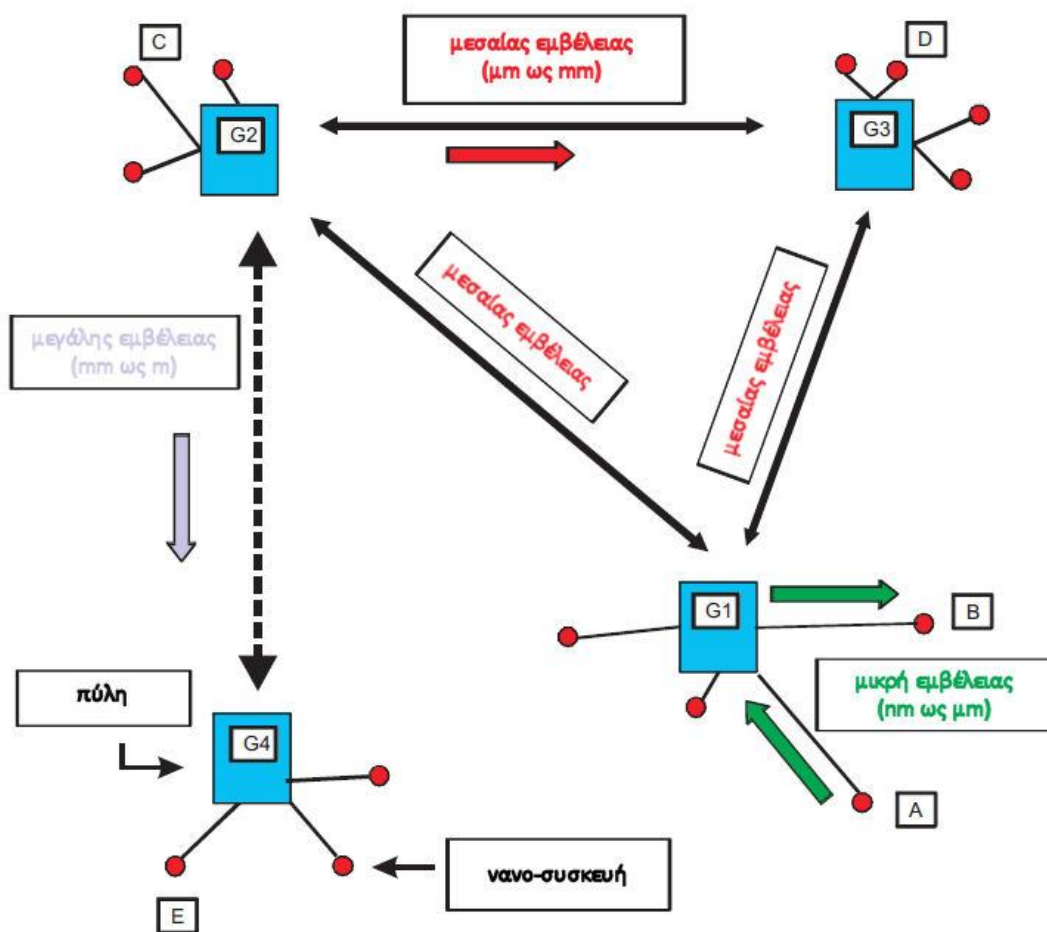 C
μεσαίας εμβέλειας
(μm ως mm)
D
G2
G3
μεσαίας εμβέλειας
μεσαίας εμβέλειας
μεγάλης εμβέλειας
(mm ως m)
G1
B
μικρή εμβέλειας
(nm ως μm)
πύλη
G4
A
νανο-συσκευή
E